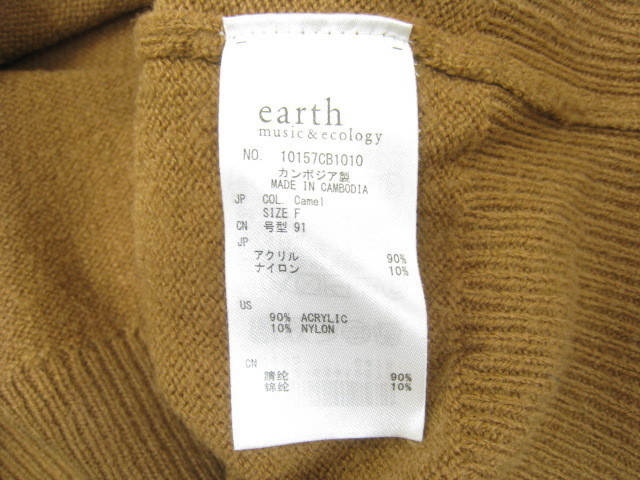 earth
music & ecology
NO. 10157CB1010
カンボジア製
MADE IN CAMBODIA
JP COL. Camel
SIZE F
CN 号型 91
JP
アクリル 90%
ナイロン 10%
US
90% ACRYLIC
10% NYLON
CN
腈纶 90%
锦纶 10%